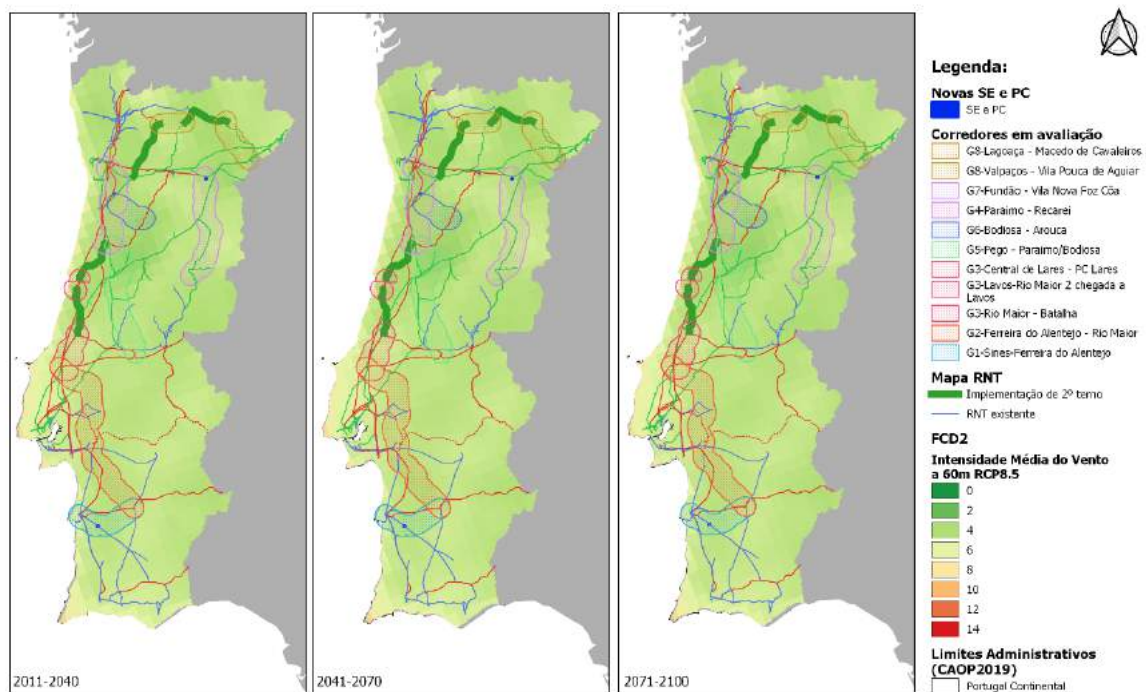 Legenda:
Novas SE e PC
SE e PC
Corredores em avaliação
G8-Lagoaça - Macedo de Cavaleiros
G8-Valpaços - Vila Pouca de Aguiar
G7-Fundão - Vila Nova Foz Côa
G4-Paraimo - Recarei
G6-Bodiosa - Arouca
G5-Pego - Paraimo/Bodiosa
G3-Central de Lares - PC Lares
G3-Lavos-Rio Maior 2 chegada a
Lavos
G3-Rio Maior - Batalha
G2-Ferreira do Alentejo - Rio Maior
G1-Sines-Ferreira do Alentejo
Mapa RNT
Implementação de 2º terno
RNT existente
FCD2
Intensidade Média do Vento
a 60m RCP8.5
0
2
4
6
8
10
12
14
Limites Administrativos
(CAOP2019)
Portugal Continental
2011-2040
2041-2070
2071-2100